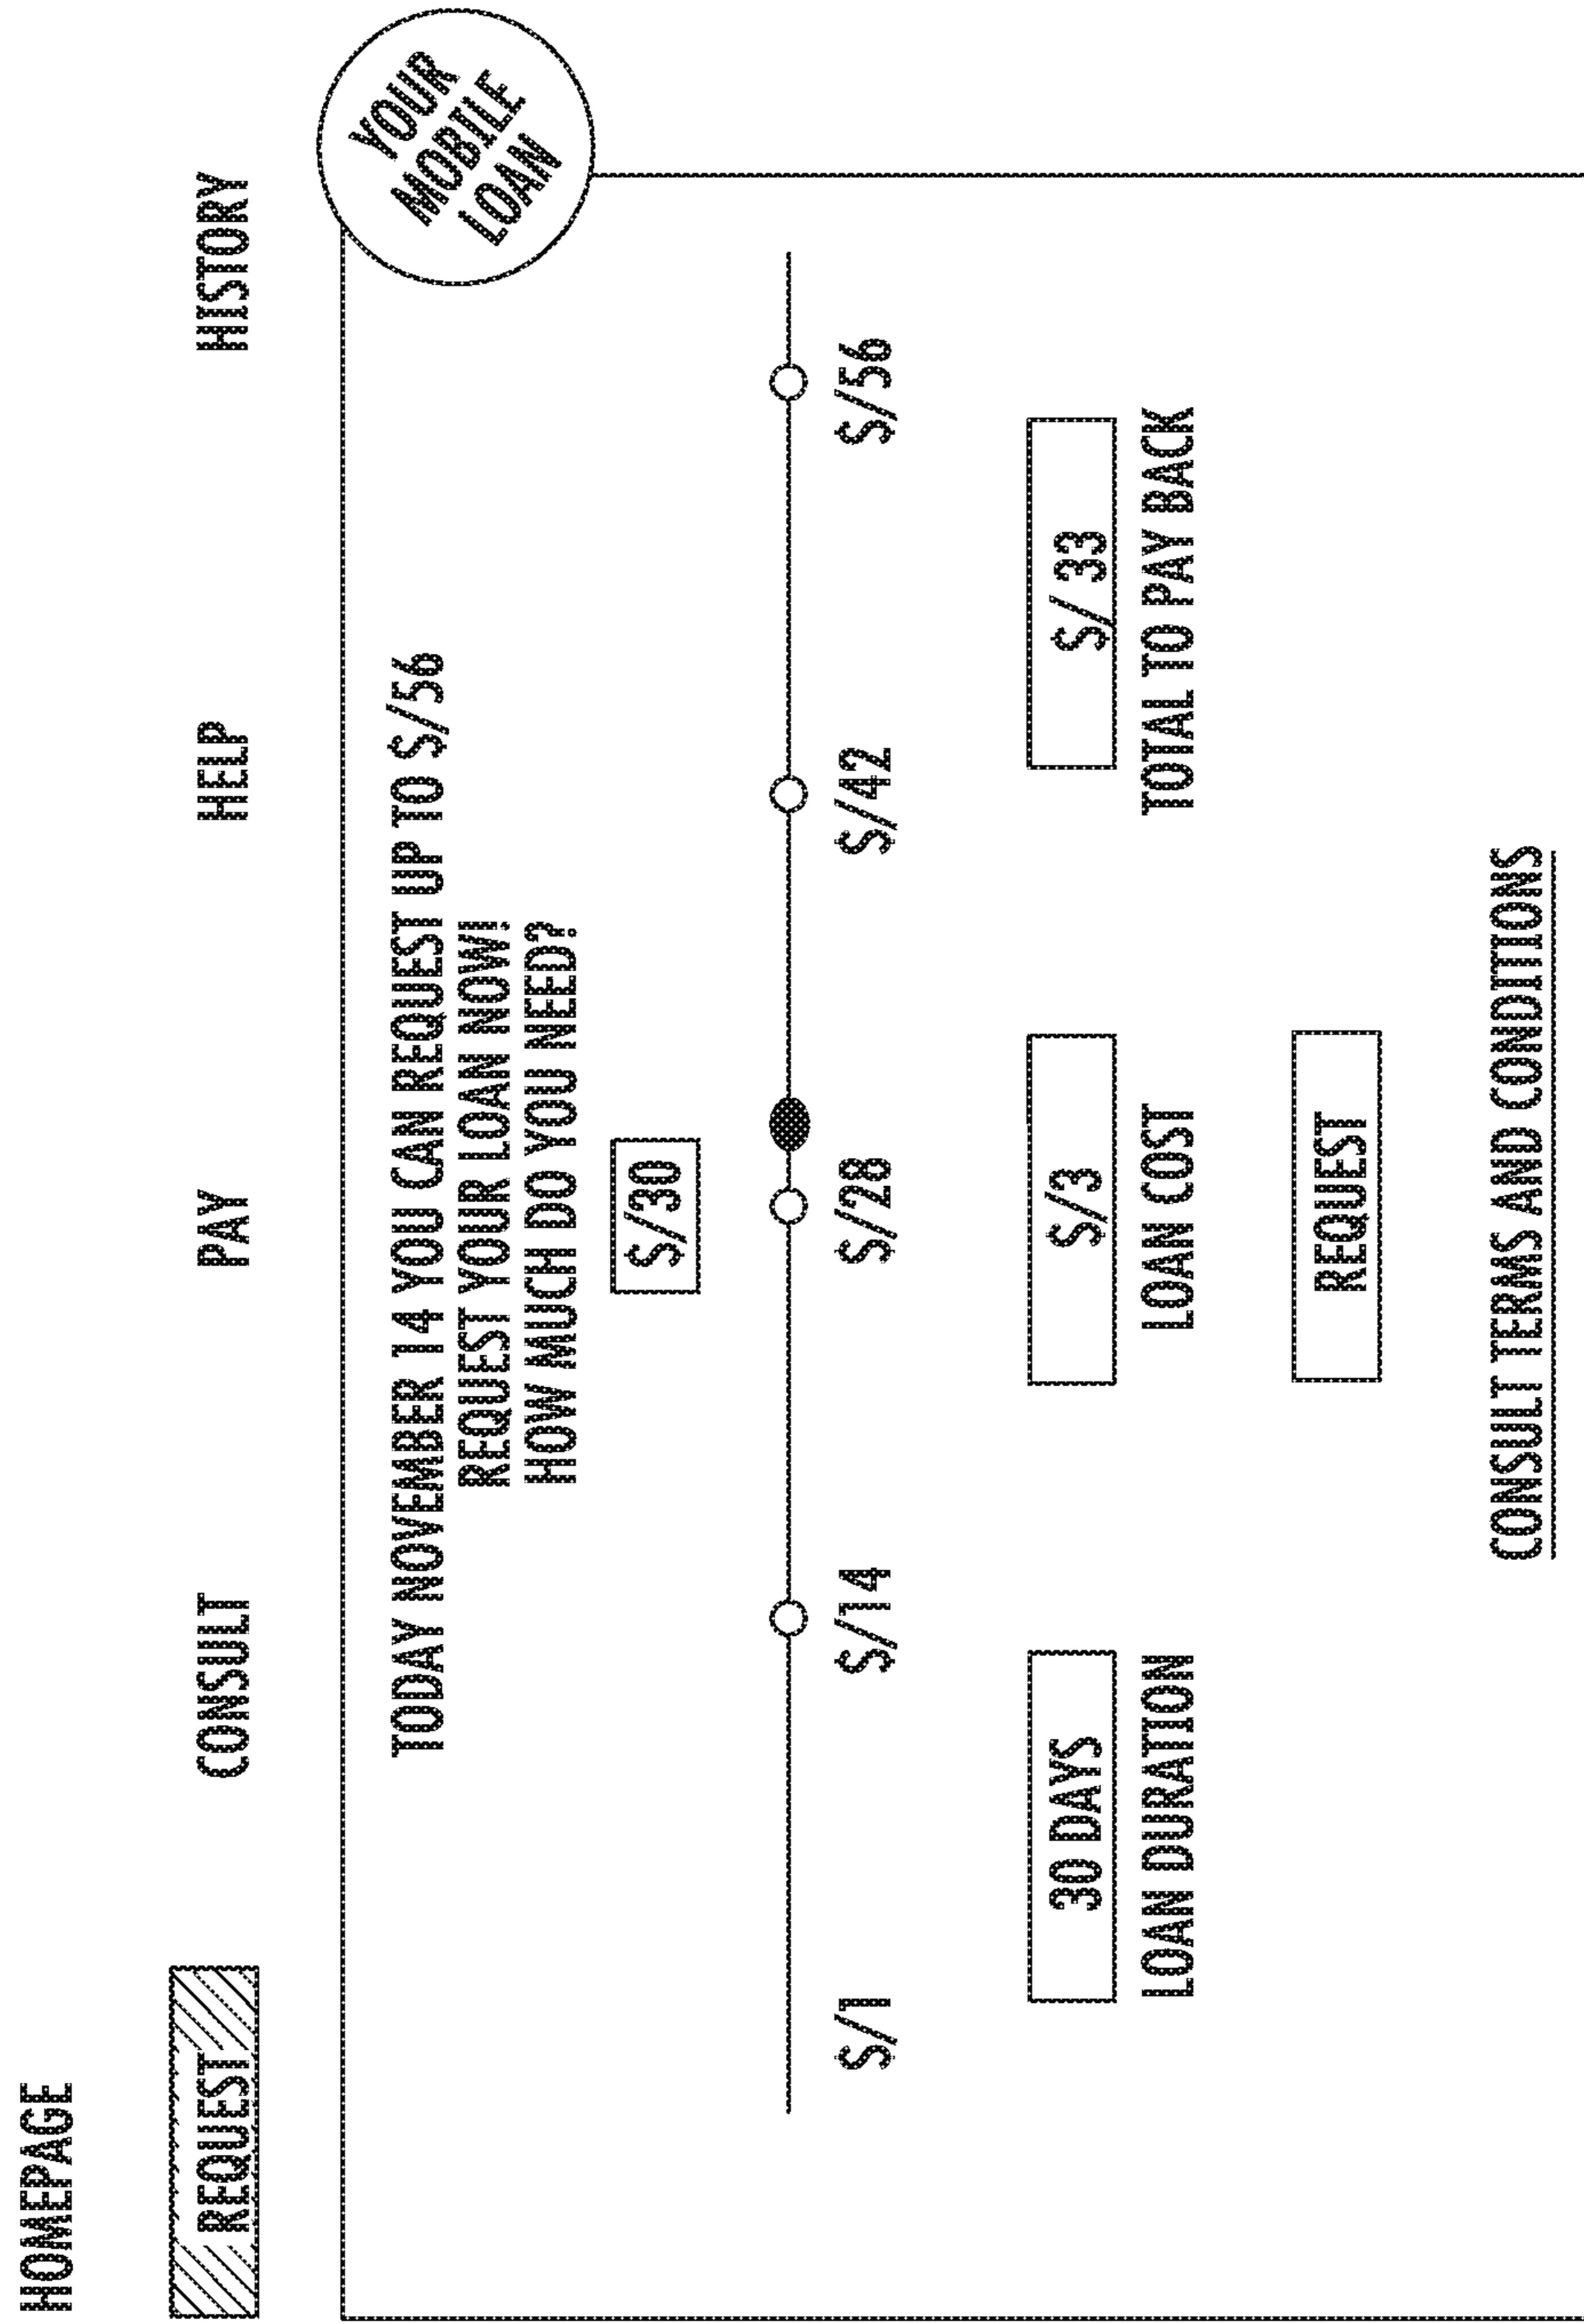 HOMEPAGE
REQUEST CONSULT PAY HELP HISTORY
YOUR
MOBILE
LOAN
TODAY NOVEMBER 14 YOU CAN REQUEST UP TO S/56
REQUEST YOUR LOAN NOW!
HOW MUCH DO YOU NEED?
S/30
S/1 S/14 S/28 S/42 S/56
30 DAYS S/3 S/ 33
LOAN DURATION LOAN COST TOTAL TO PAY BACK
REQUEST
CONSULT TERMS AND CONDITIONS